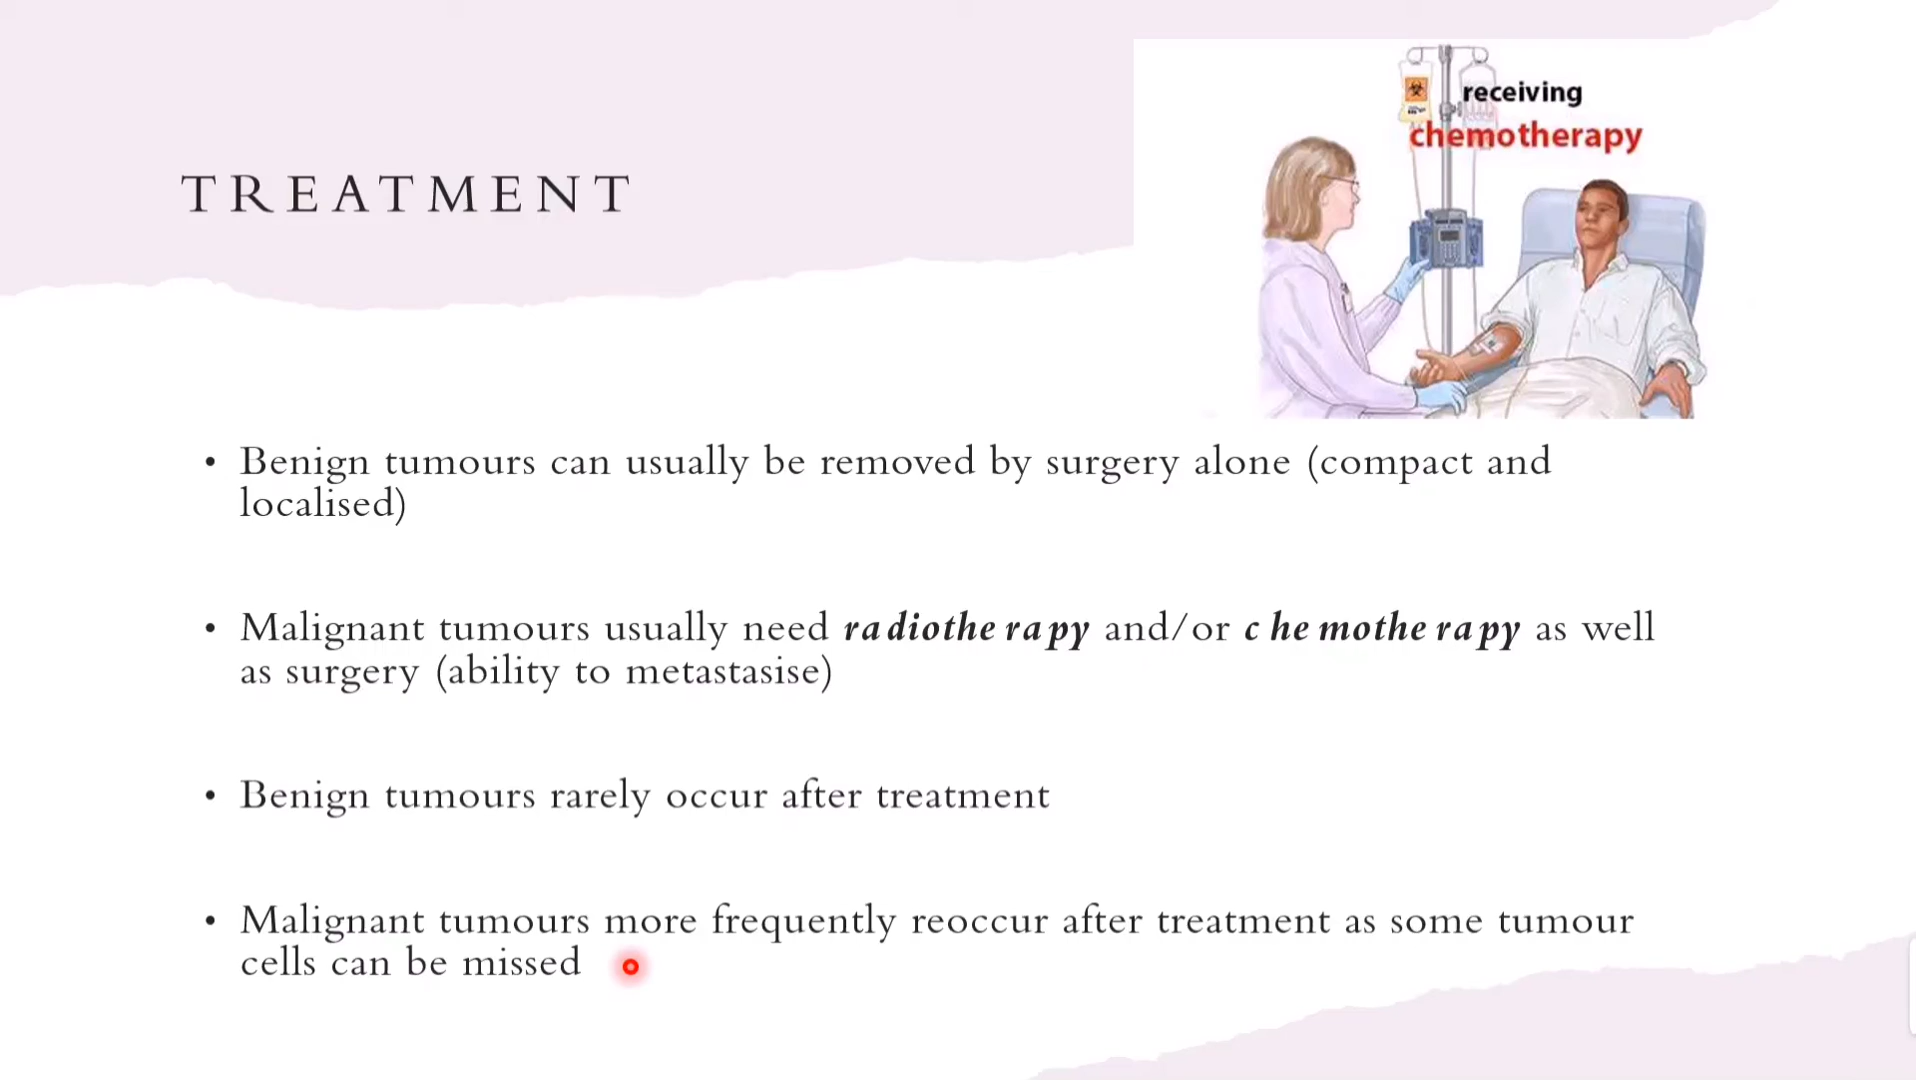 receiving
chemotherapy
TREATMENT
• Benign tumours can usually be removed by surgery alone (compact and
localised)
• Malignant tumours usually need radiotherapy and/or chemotherapy as well
as surgery (ability to metastasise)
• Benign tumours rarely occur after treatment
• Malignant tumours more frequently reoccur after treatment as some tumour
cells can be missed